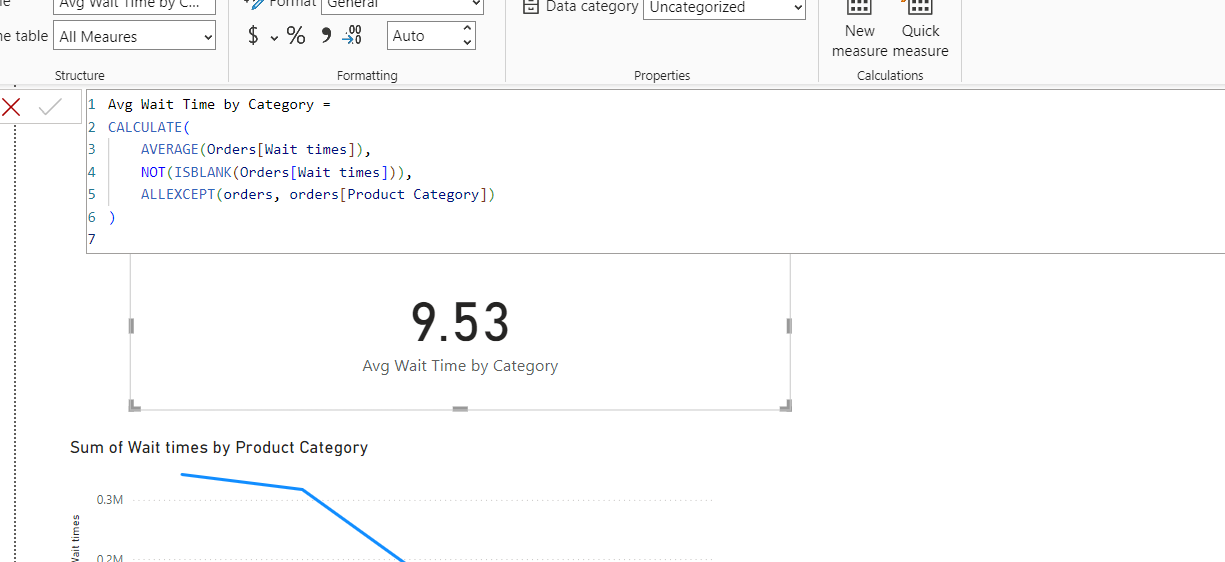 Avg Wait Time by C...
Format
General
Data category
Uncategorized
table
All Meaures
$ %
Auto
New
measure
Quick
measure
Structure
Formatting
Properties
Calculations
1 Avg Wait Time by Category =
2 CALCULATE(
3 AVERAGE(Orders[Wait times]),
4 NOT(ISBLANK(Orders[Wait times])),
5 ALLEXCEPT(orders, orders[Product Category])
6 )
7
9.53
Avg Wait Time by Category
Sum of Wait times by Product Category
0.3M
0.2M
Wait times